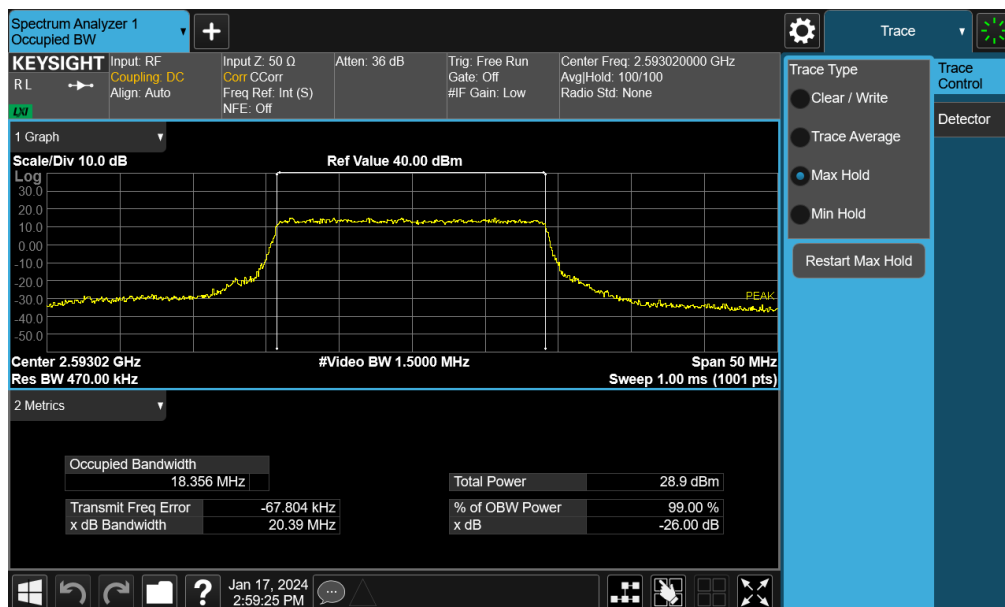 Spectrum Analyzer 1
Occupied BW
+
Trace
KEYSIGHT
R L
LXI
Input: RF
Coupling: DC
Align: Auto
Input Z: 50 Ω
Corr CCorr
Freq Ref: Int (S)
NFE: Off
Atten: 36 dB
Trig: Free Run
Gate: Off
#IF Gain: Low
Center Freq: 2.593020000 GHz
Avg|Hold: 100/100
Radio Std: None
Trace Type
Clear / Write
Trace Average
Max Hold
Min Hold
Restart Max Hold
Trace
Control
Detector
1 Graph
Scale/Div 10.0 dB
Ref Value 40.00 dBm
Log
30.0
20.0
10.0
0.00
-10.0
-20.0
-30.0
-40.0
-50.0
PEAK
Center 2.59302 GHz
#Video BW 1.5000 MHz
Span 50 MHz
Res BW 470.00 kHz
Sweep 1.00 ms (1001 pts)
2 Metrics
Occupied Bandwidth
18.356 MHz
Total Power 28.9 dBm
Transmit Freq Error -67.804 kHz
% of OBW Power 99.00 %
x dB Bandwidth 20.39 MHz
x dB -26.00 dB
?
Jan 17, 2024
2:59:25 PM